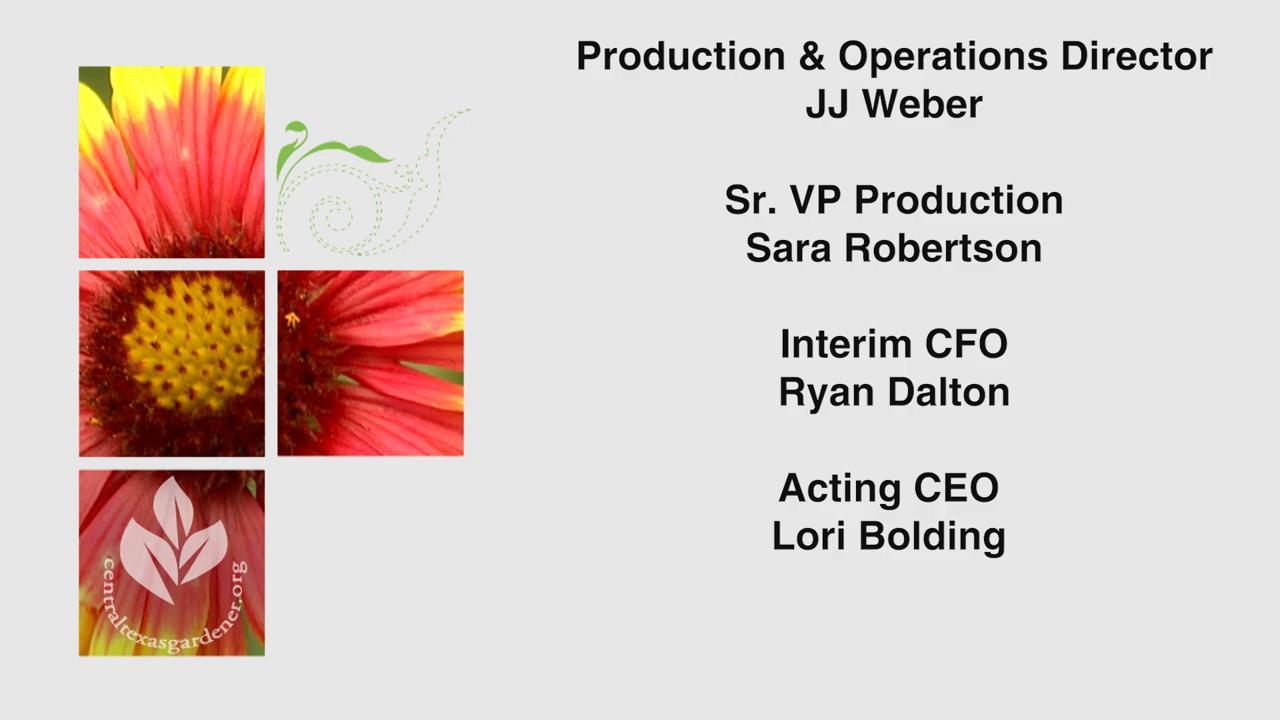 Production & Operations Director
JJ Weber
Sr. VP Production
Sara Robertson
Interim CFO
Ryan Dalton
Acting CEO
Lori Bolding
centraltexasgardener.org